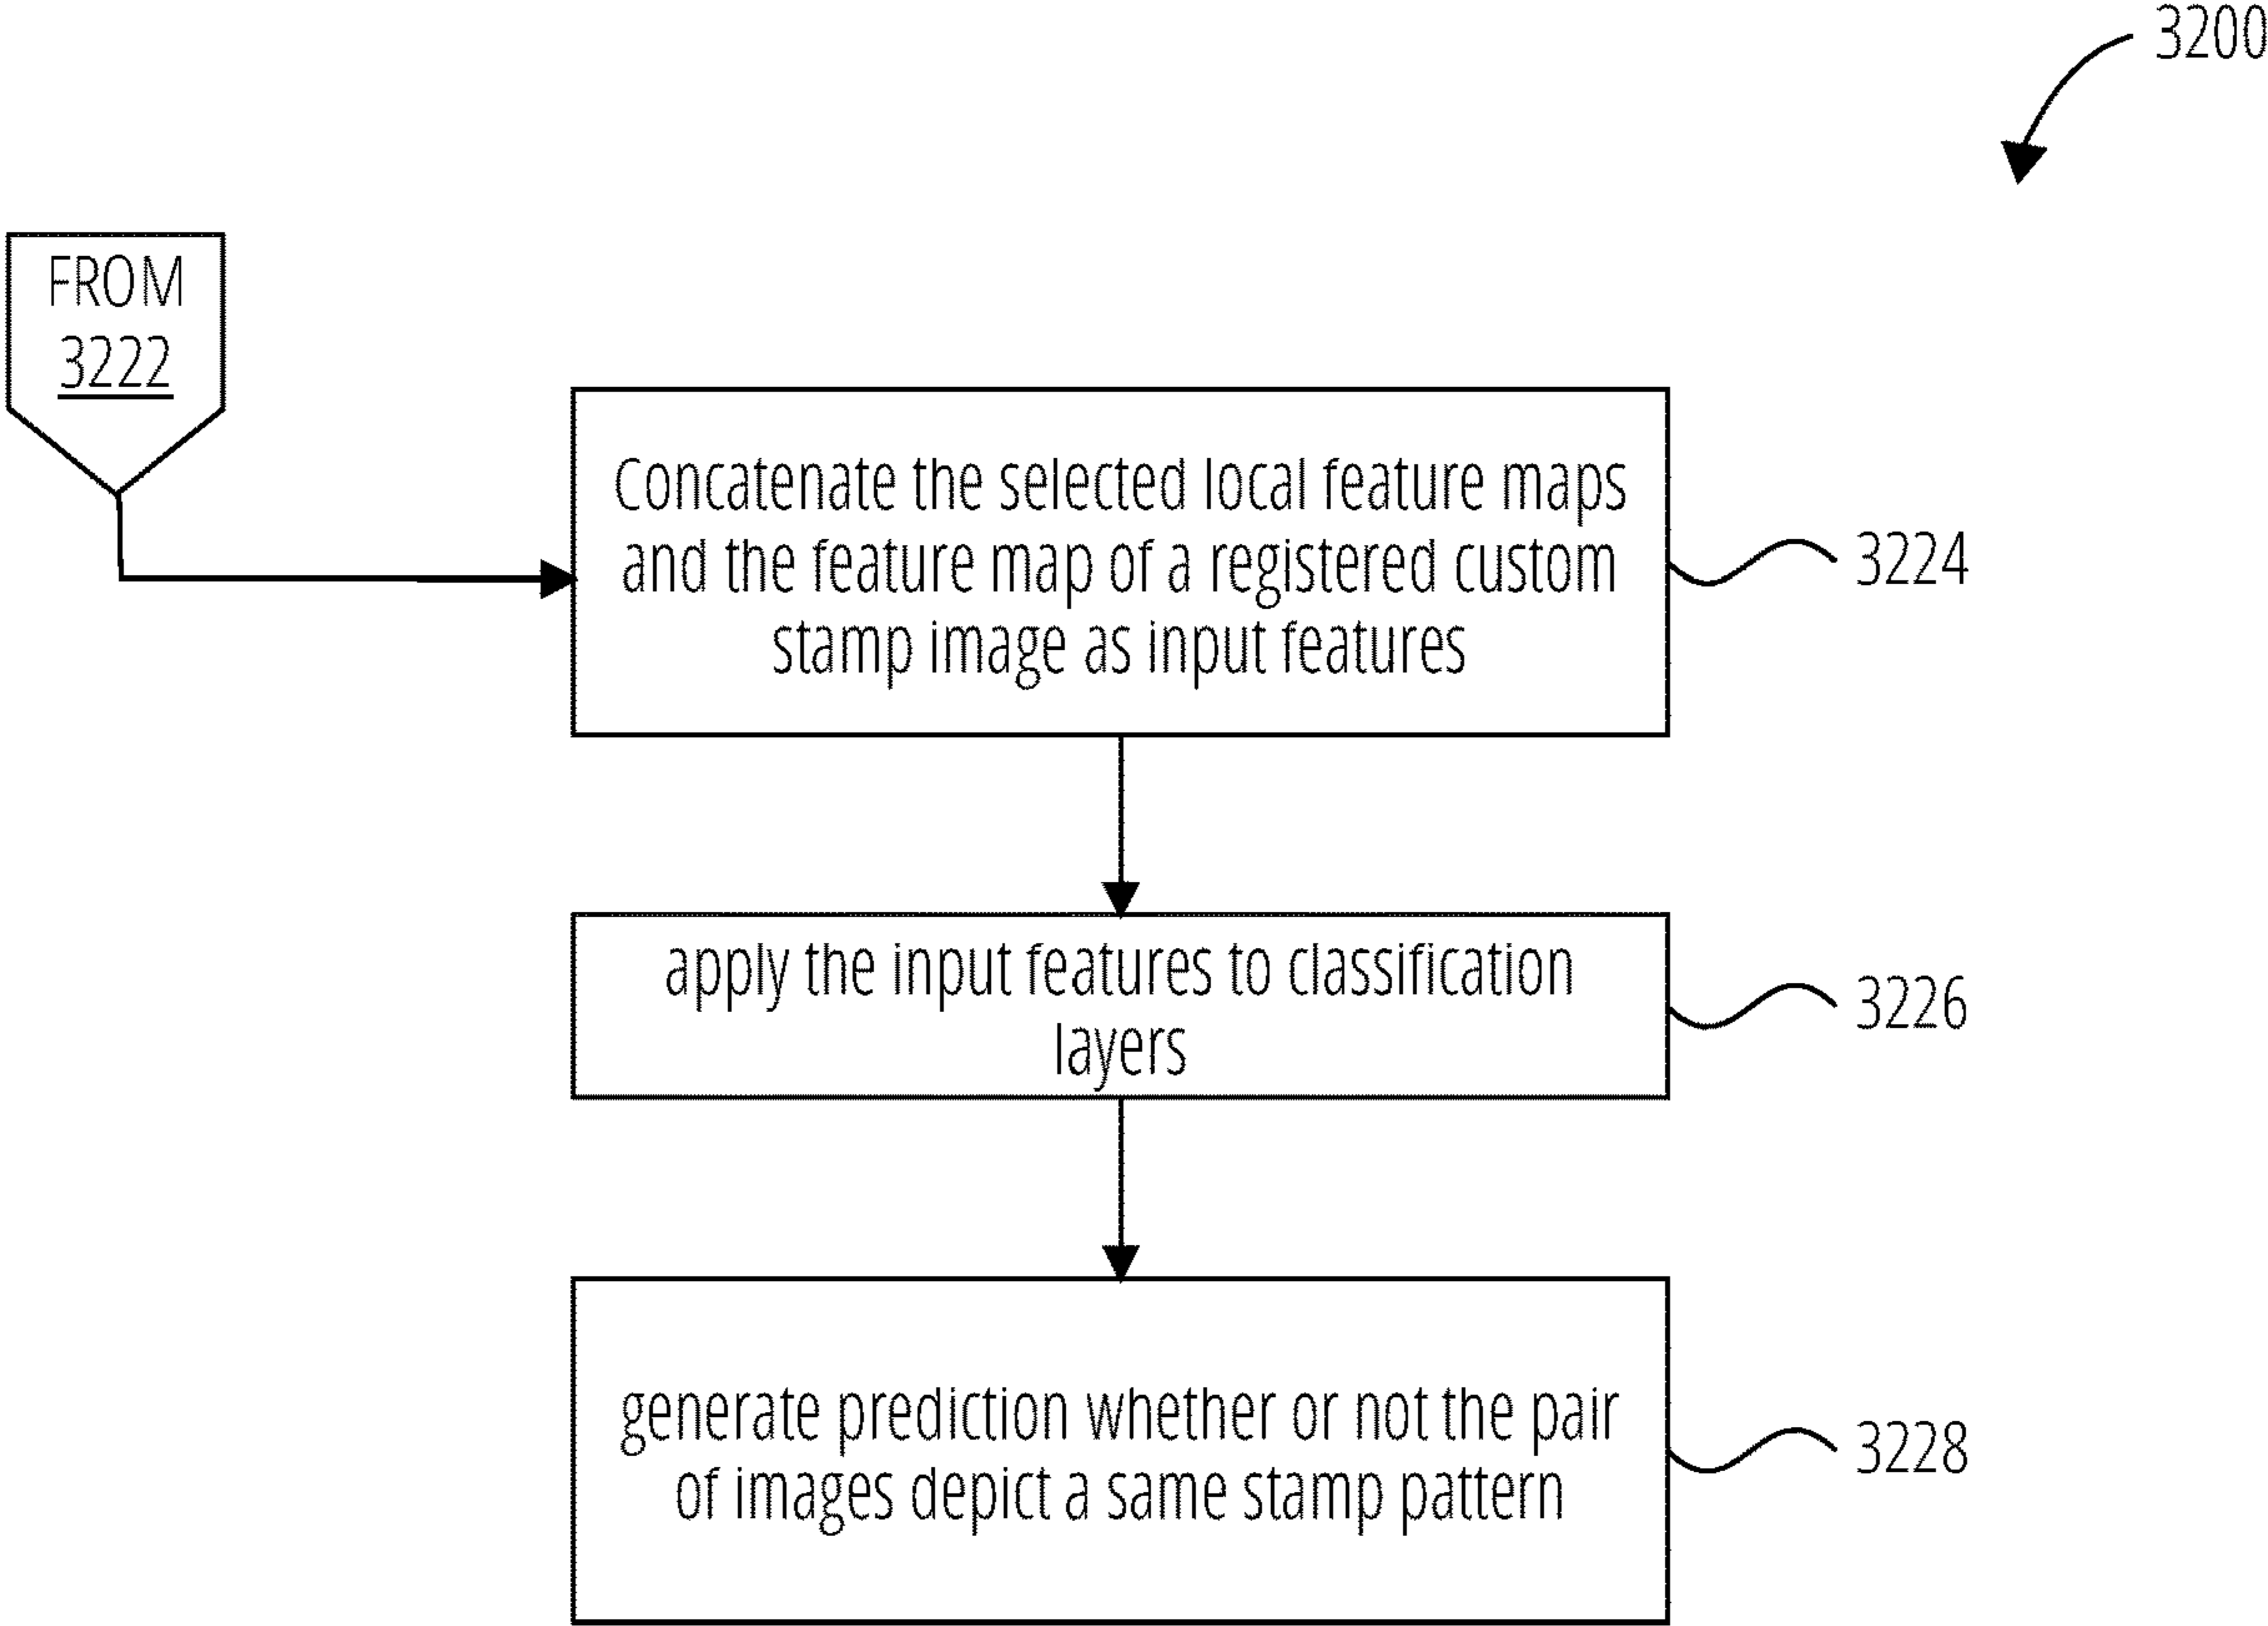 3200
FROM
3222
Concatenate the selected local feature maps
and the feature map of a registered custom
stamp image as input features
3224
apply the input features to classification
layers
3226
generate prediction whether or not the pair
of images depict a same stamp pattern
3228